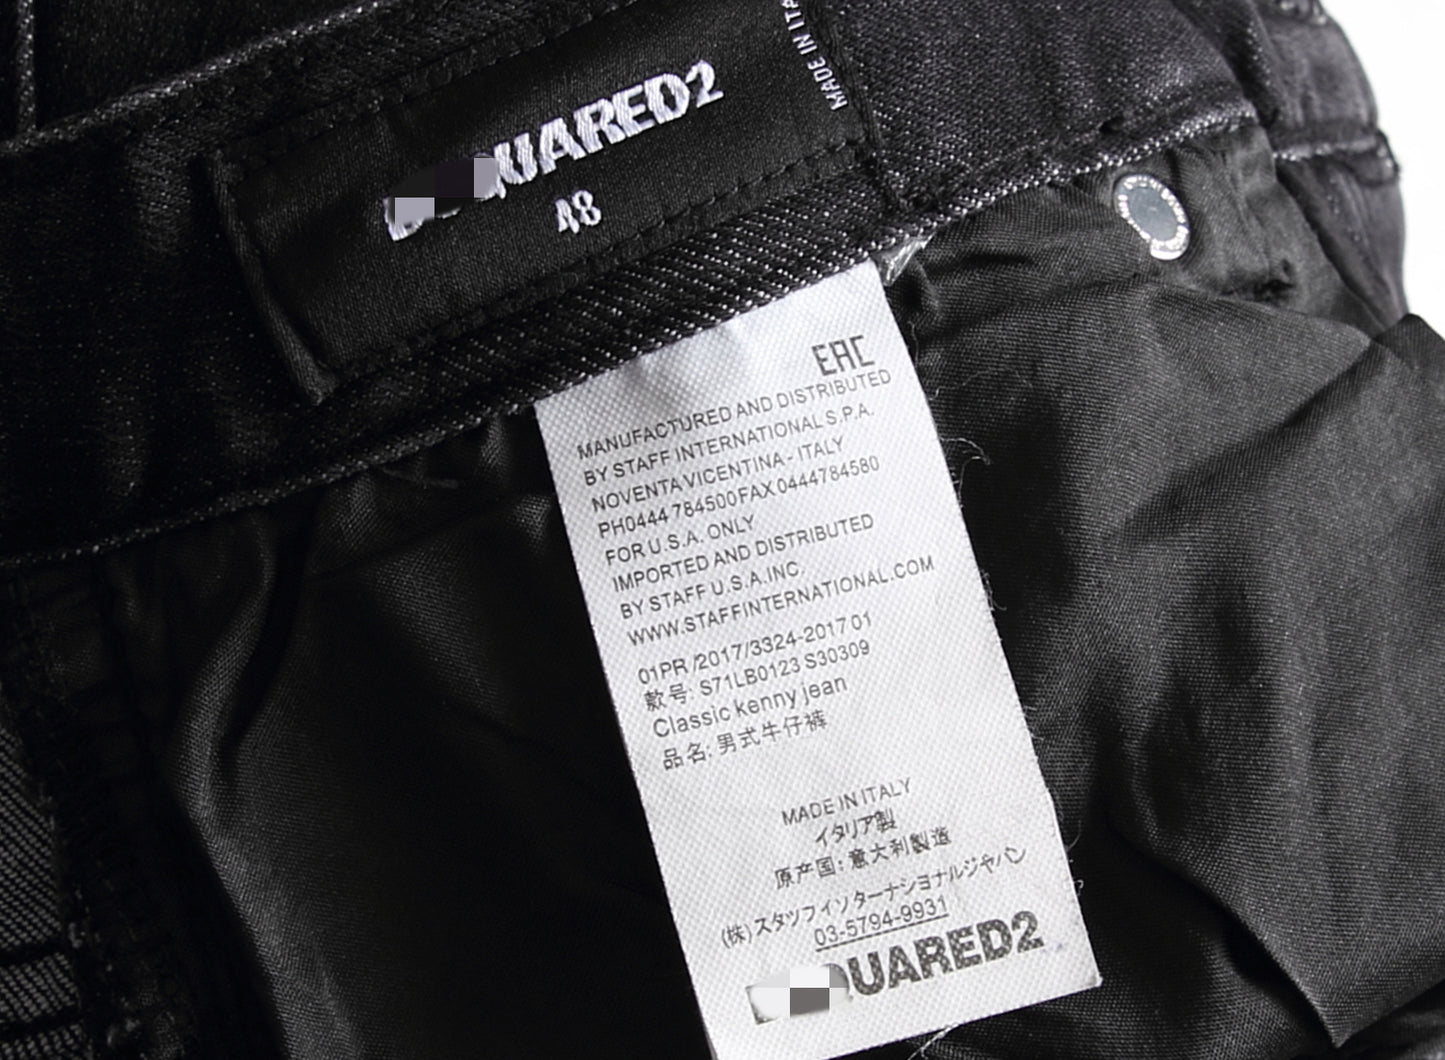 MADE IN ITA
UARED2
48
EAC
MANUFACTURED AND DISTRIBUTED
BY STAFF INTERNATIONAL S.P.A.
NOVENTA VICENTINA - ITALY
PH0444 784500 FAX 0444784580
FOR U.S.A. ONLY
IMPORTED AND DISTRIBUTED
BY STAFF U.S.A.INC.
WWW.STAFFINTERNATIONAL.COM
01PR /2017/3324-2017 01
款号: S71LB0123 S30309
Classic kenny jean
品名: 男式牛仔裤
MADE IN ITALY
イタリア製
原产国: 意大利製造
(株)スタッフインターナショナルジャパン
03-5794-9931
QUARED2